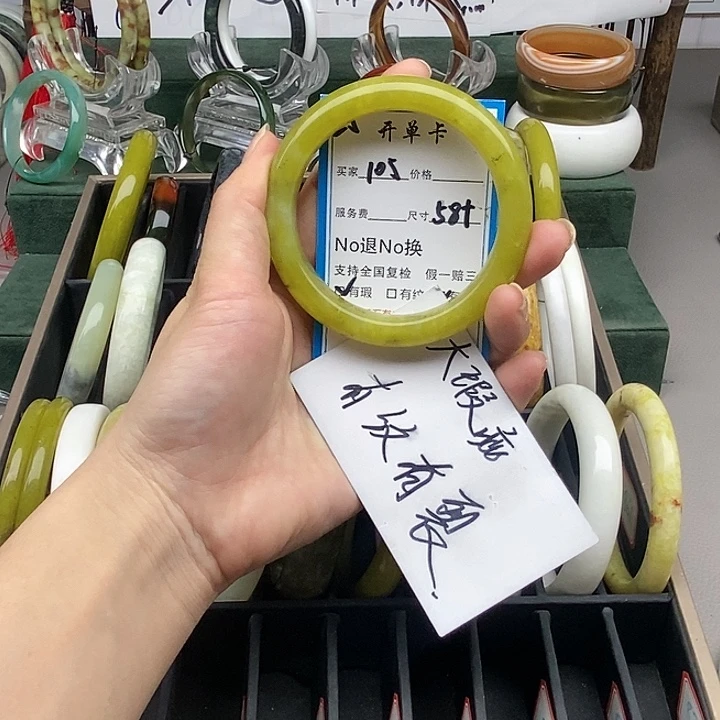 开单卡
买家 105 价格
服务费 尺寸 58+
No退No换
支持全国复检 假一赔三
✓有瑕 □有纹
大瑕疵
有纹有裂.